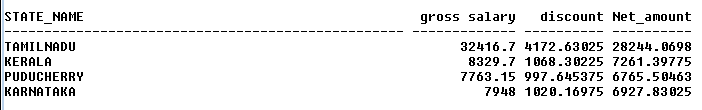 STATE_NAME gross salary discount Net_amount
TAMILNADU 32416.7 4172.63025 28244.0698
KERALA 8329.7 1068.30225 7261.39775
PUDUCHERRY 7763.15 997.645375 6765.50463
KARNATAKA 7948 1020.16975 6927.83025